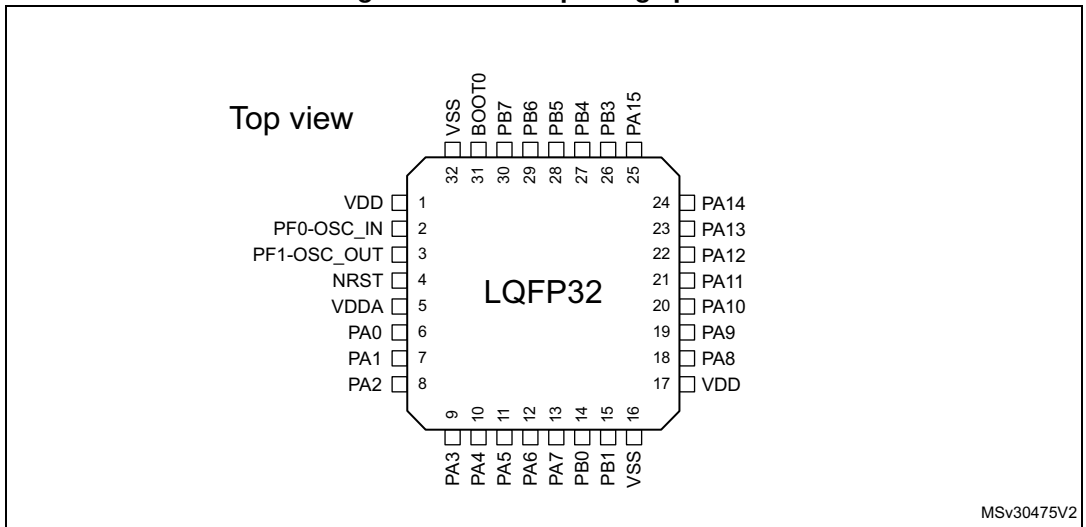 Top view
VSS
BOOT0
PB7
PB6
PB5
PB4
PB3
PA15
32
31
30
29
28
27
26
25
VDD 1
PF0-OSC_IN 2
PF1-OSC_OUT 3
NRST 4
VDDA 5
PA0 6
PA1 7
PA2 8
LQFP32
24 PA14
23 PA13
22 PA12
21 PA11
20 PA10
19 PA9
18 PA8
17 VDD
9
10
11
12
13
14
15
16
PA3
PA4
PA5
PA6
PA7
PB0
PB1
VSS
MSv30475V2